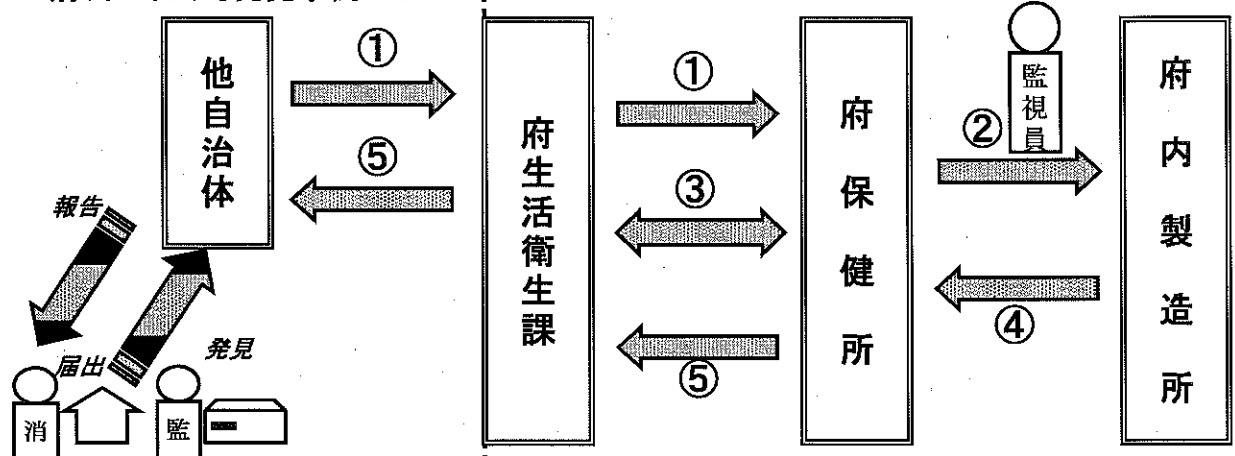 他自治体
①
⑤
府生活衛生課
①
③
⑤
府保健所
監視員
②
④
府内製造所
報告
届出
発見
消
監